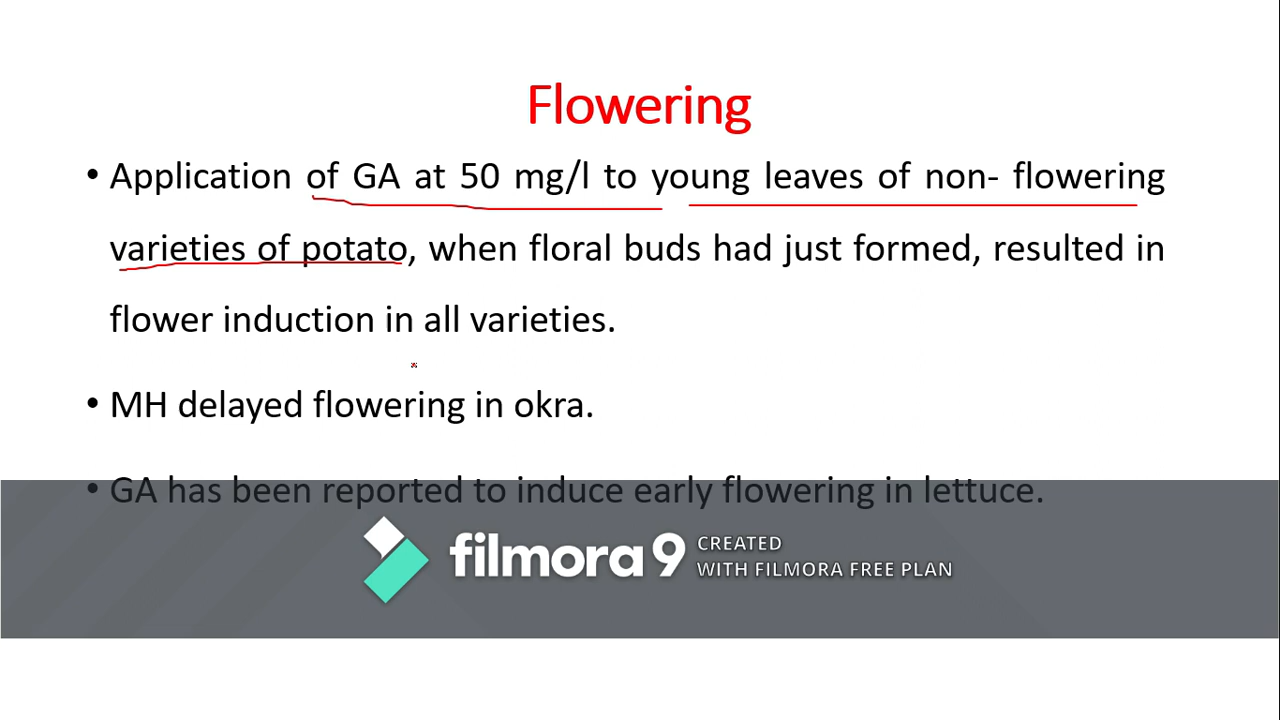 Flowering
• Application of GA at 50 mg/l to young leaves of non- flowering
varieties of potato, when floral buds had just formed, resulted in
flower induction in all varieties.
• MH delayed flowering in okra.
• GA has been reported to induce early flowering in lettuce.
filmora 9
CREATED
WITH FILMORA FREE PLAN